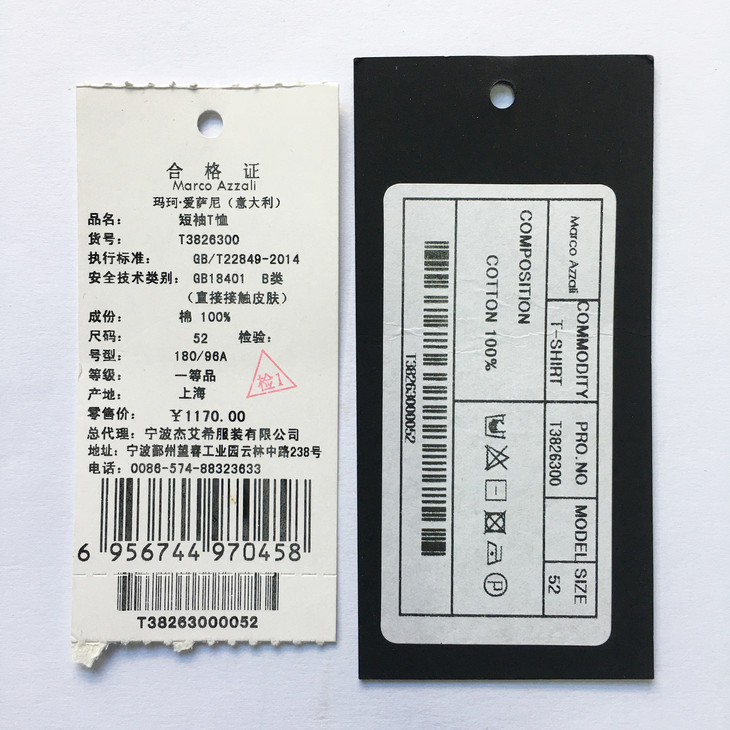 合格证
Marco Azzali
玛珂·爱萨尼（意大利）
品名： 短袖T恤
货号： T3826300
执行标准： GB/T22849-2014
安全技术类别： GB18401 B类
（直接接触皮肤）
成份： 棉 100%
尺码： 52 检验：
号型： 180/96A
等级： 一等品
检1
产地： 上海
零售价： ￥1170.00
总代理：宁波杰艾希服装有限公司
地址：宁波鄞州望春工业园云林中路238号
电话：0086-574-88323633
6 956744 970458
T38263000052
Marco Azzali
COMMODITY PRO.NO MODEL SIZE
T-SHIRT T3826300 52
COMPOSITION
COTTON 100%
P
T38263000052